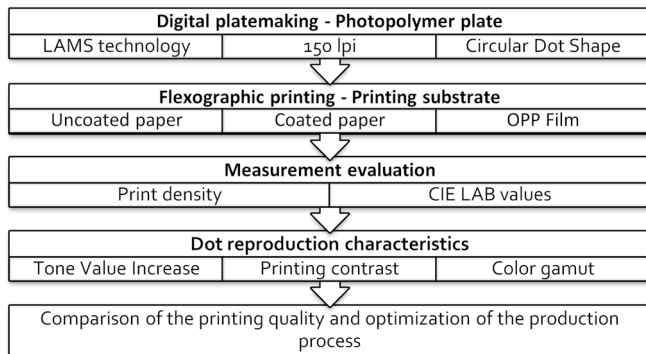 Digital platemaking - Photopolymer plate
LAMS technology 150 lpi Circular Dot Shape
Flexographic printing - Printing substrate
Uncoated paper Coated paper OPP Film
Measurement evaluation
Print density CIE LAB values
Dot reproduction characteristics
Tone Value Increase Printing contrast Color gamut
Comparison of the printing quality and optimization of the production
process